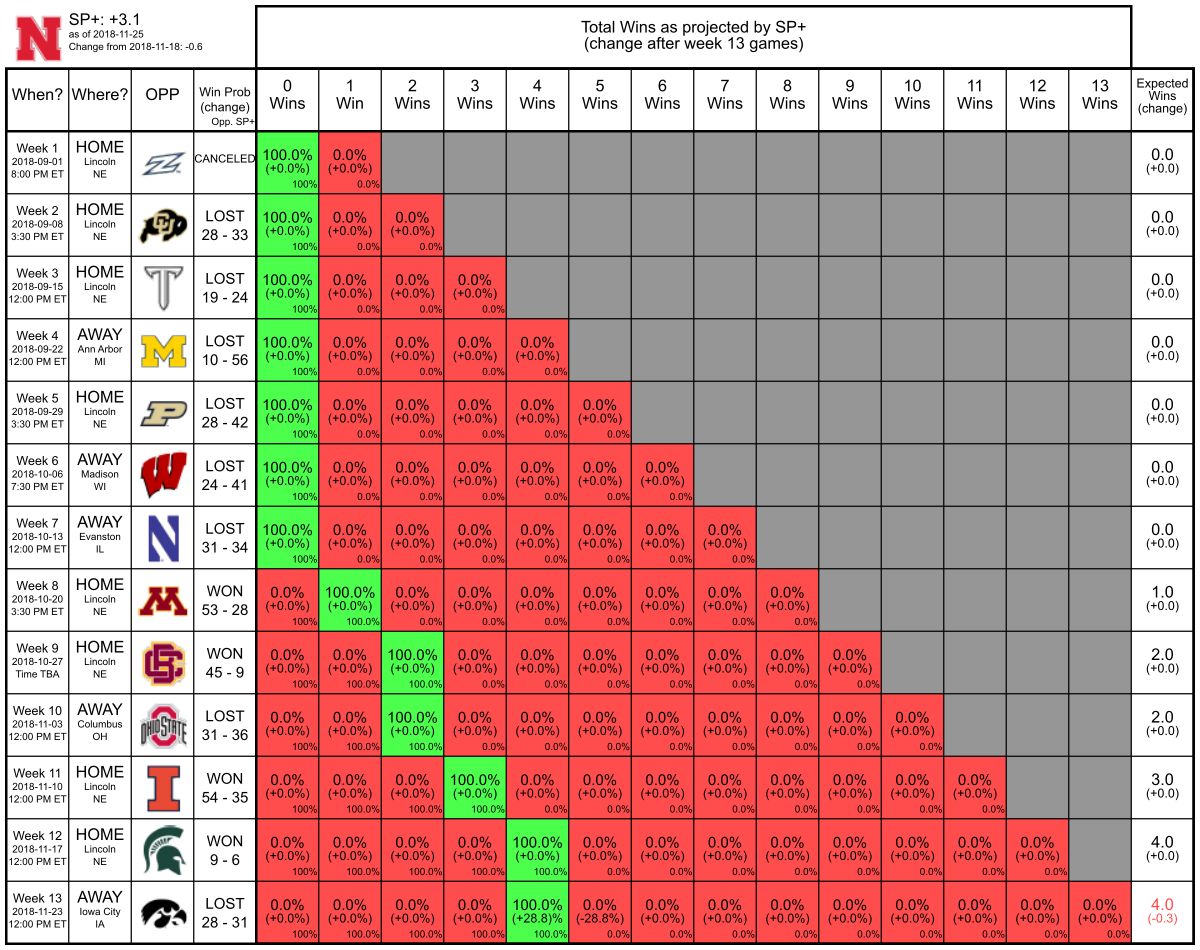 N
SP+: +3.1
as of 2018-11-25
Change from 2018-11-18: -0.6
Total Wins as projected by SP+
(change after week 13 games)
When? Where? OPP Win Prob 0 1 2 3 4 5 6 7 8 9 10 11 12 13 Expected
(change) Wins Win Wins Wins Wins Wins Wins Wins Wins Wins Wins Wins Wins Wins Wins
Opp. SP+ (change)
Week 1 HOME Z CANCELED 100.0% 0.0% 0.0
2018-09-01 Lincoln (+0.0%) (+0.0%) (+0.0)
8:00 PM ET NE 100% 0.0%
Week 2 HOME CU LOST 100.0% 0.0% 0.0% 0.0
2018-09-08 Lincoln 28 - 33 (+0.0%) (+0.0%) (+0.0%) (+0.0)
3:30 PM ET NE 100% 0.0% 0.0%
Week 3 HOME T LOST 100.0% 0.0% 0.0% 0.0% 0.0
2018-09-15 Lincoln 19 - 24 (+0.0%) (+0.0%) (+0.0%) (+0.0%) (+0.0)
12:00 PM ET NE 100% 0.0% 0.0% 0.0%
Week 4 AWAY M LOST 100.0% 0.0% 0.0% 0.0% 0.0% 0.0
2018-09-22 Ann Arbor 10 - 56 (+0.0%) (+0.0%) (+0.0%) (+0.0%) (+0.0%) (+0.0)
12:00 PM ET MI 100% 0.0% 0.0% 0.0% 0.0%
Week 5 HOME P LOST 100.0% 0.0% 0.0% 0.0% 0.0% 0.0% 0.0
2018-09-29 Lincoln 28 - 42 (+0.0%) (+0.0%) (+0.0%) (+0.0%) (+0.0%) (+0.0%) (+0.0)
3:30 PM ET NE 100% 0.0% 0.0% 0.0% 0.0% 0.0%
Week 6 AWAY W LOST 100.0% 0.0% 0.0% 0.0% 0.0% 0.0% 0.0% 0.0
2018-10-06 Madison 24 - 41 (+0.0%) (+0.0%) (+0.0%) (+0.0%) (+0.0%) (+0.0%) (+0.0%) (+0.0)
7:30 PM ET WI 100% 0.0% 0.0% 0.0% 0.0% 0.0% 0.0%
Week 7 AWAY N LOST 100.0% 0.0% 0.0% 0.0% 0.0% 0.0% 0.0% 0.0% 0.0
2018-10-13 Evanston 31 - 34 (+0.0%) (+0.0%) (+0.0%) (+0.0%) (+0.0%) (+0.0%) (+0.0%) (+0.0%) (+0.0)
12:00 PM ET IL 100% 0.0% 0.0% 0.0% 0.0% 0.0% 0.0% 0.0%
Week 8 HOME M WON 0.0% 100.0% 0.0% 0.0% 0.0% 0.0% 0.0% 0.0% 0.0% 1.0
2018-10-20 Lincoln 53 - 28 (+0.0%) (+0.0%) (+0.0%) (+0.0%) (+0.0%) (+0.0%) (+0.0%) (+0.0%) (+0.0%) (+0.0)
3:30 PM ET NE 100% 100.0% 0.0% 0.0% 0.0% 0.0% 0.0% 0.0% 0.0%
Week 9 HOME BC WON 0.0% 0.0% 100.0% 0.0% 0.0% 0.0% 0.0% 0.0% 0.0% 0.0% 2.0
2018-10-27 Lincoln 45 - 9 (+0.0%) (+0.0%) (+0.0%) (+0.0%) (+0.0%) (+0.0%) (+0.0%) (+0.0%) (+0.0%) (+0.0%) (+0.0)
Time TBA NE 100% 100.0% 100.0% 0.0% 0.0% 0.0% 0.0% 0.0% 0.0% 0.0%
Week 10 AWAY OHIO STATE LOST 0.0% 0.0% 100.0% 0.0% 0.0% 0.0% 0.0% 0.0% 0.0% 0.0% 0.0% 2.0
2018-11-03 Columbus 31 - 36 (+0.0%) (+0.0%) (+0.0%) (+0.0%) (+0.0%) (+0.0%) (+0.0%) (+0.0%) (+0.0%) (+0.0%) (+0.0%) (+0.0)
12:00 PM ET OH 100% 100.0% 100.0% 0.0% 0.0% 0.0% 0.0% 0.0% 0.0% 0.0% 0.0%
Week 11 HOME I WON 0.0% 0.0% 0.0% 100.0% 0.0% 0.0% 0.0% 0.0% 0.0% 0.0% 0.0% 0.0% 3.0
2018-11-10 Lincoln 54 - 35 (+0.0%) (+0.0%) (+0.0%) (+0.0%) (+0.0%) (+0.0%) (+0.0%) (+0.0%) (+0.0%) (+0.0%) (+0.0%) (+0.0%) (+0.0)
12:00 PM ET NE 100% 100.0% 100.0% 100.0% 0.0% 0.0% 0.0% 0.0% 0.0% 0.0% 0.0% 0.0%
Week 12 HOME WON 0.0% 0.0% 0.0% 0.0% 100.0% 0.0% 0.0% 0.0% 0.0% 0.0% 0.0% 0.0% 0.0% 4.0
2018-11-17 Lincoln 9 - 6 (+0.0%) (+0.0%) (+0.0%) (+0.0%) (+0.0%) (+0.0%) (+0.0%) (+0.0%) (+0.0%) (+0.0%) (+0.0%) (+0.0%) (+0.0%) (+0.0)
12:00 PM ET NE 100% 100.0% 100.0% 100.0% 100.0% 0.0% 0.0% 0.0% 0.0% 0.0% 0.0% 0.0% 0.0%
Week 13 AWAY LOST 0.0% 0.0% 0.0% 0.0% 100.0% 0.0% 0.0% 0.0% 0.0% 0.0% 0.0% 0.0% 0.0% 0.0% 4.0
2018-11-23 Iowa City 28 - 31 (+0.0%) (+0.0%) (+0.0%) (+0.0%) (+28.8)% (-28.8%) (+0.0%) (+0.0%) (+0.0%) (+0.0%) (+0.0%) (+0.0%) (+0.0%) (+0.0%) (-0.3)
12:00 PM ET IA 100% 100.0% 100.0% 100.0% 100.0% 0.0% 0.0% 0.0% 0.0% 0.0% 0.0% 0.0% 0.0% 0.0%